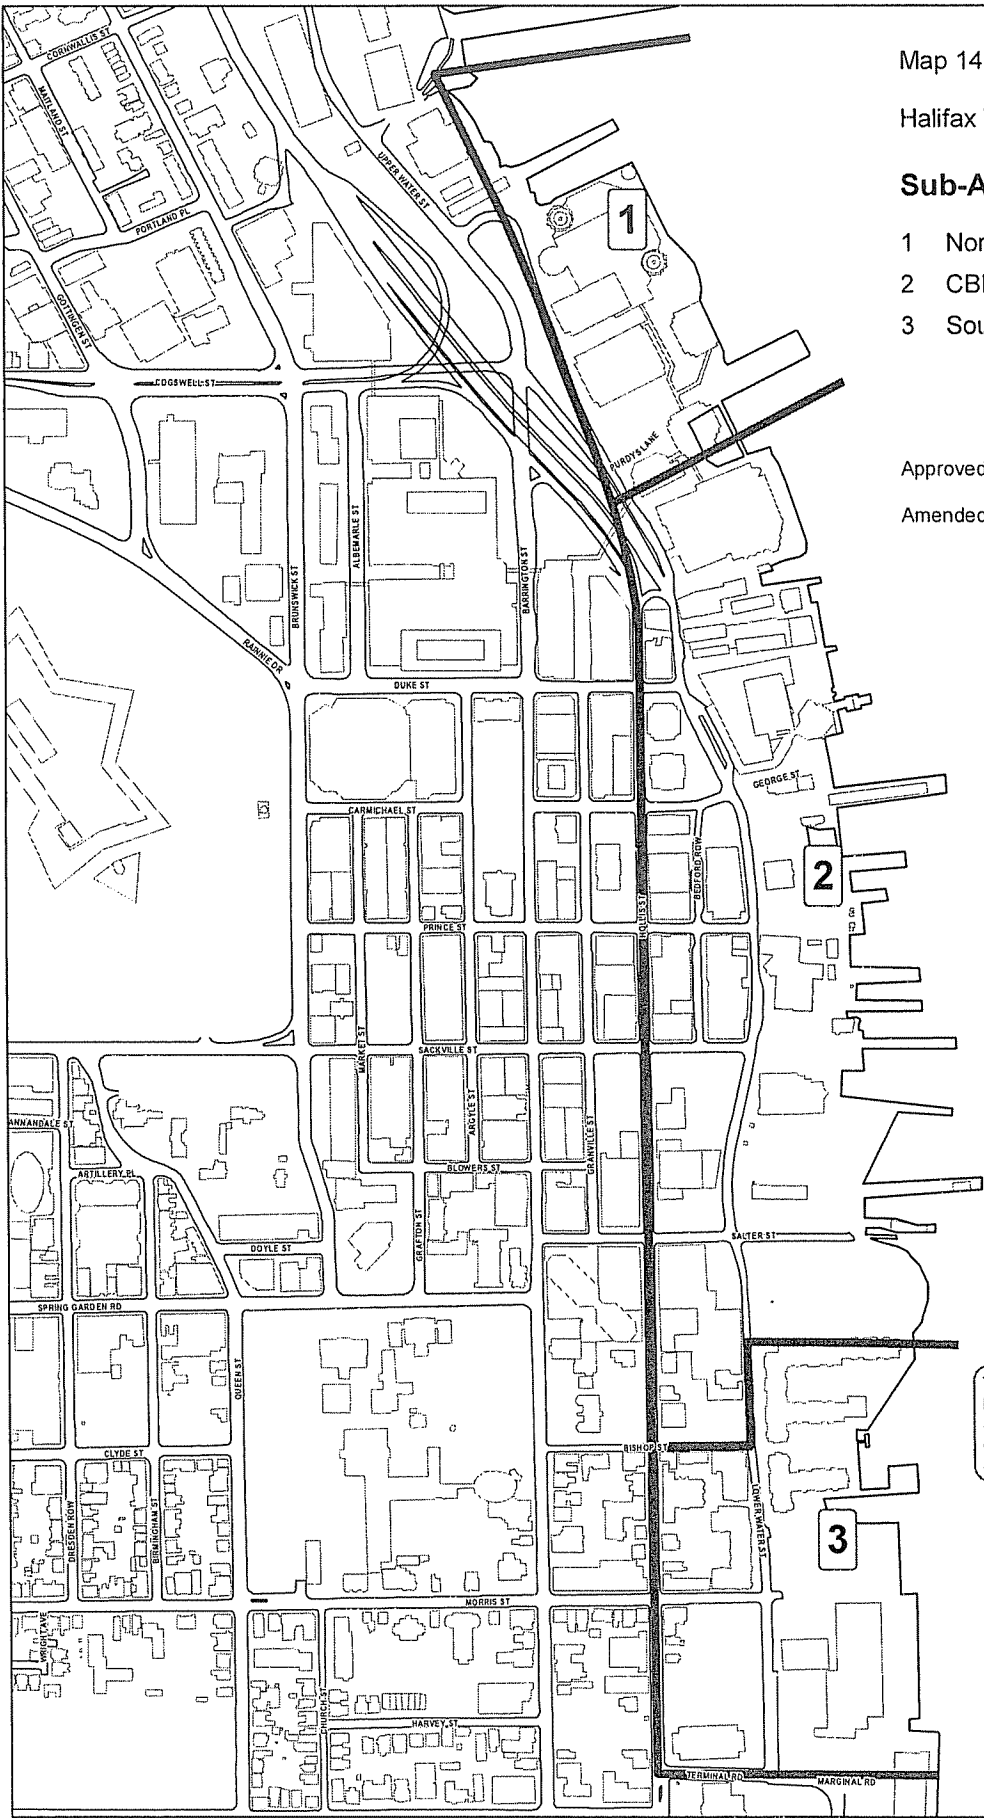 Map 14
Halifax
Sub-A
1 Nor
2 CB
3 Sou
Approved
Amended
1
2
3
CORNWALLIS ST
MAITLAND ST
UPPER WATER ST
PORTLAND PL
GOTTINGEN ST
COGSWELL ST
PURDY'S LANE
ALBEMARLE ST
BARRINGTON ST
BRUNSWICK ST
RAINNIE DR
DUKE ST
GEORGE ST
CARMICHAEL ST
BEDFORD ROW
HOLLIS ST
PRINCE ST
MARKET ST
SACKVILLE ST
ARGYLE ST
GRANVILLE ST
ANNANDALE ST
BLOWERS ST
ARTILLERY PL
GRAFTON ST
SALTER ST
DOYLE ST
SPRING GARDEN RD
QUEEN ST
BISHOP ST
CLYDE ST
LOWER WATER ST
DRESDEN ROW
BIRMINGHAM ST
MORRIS ST
WRIGHT AVE
CHURCH ST
HARVEY ST
TERMINAL RD
MARGINAL RD